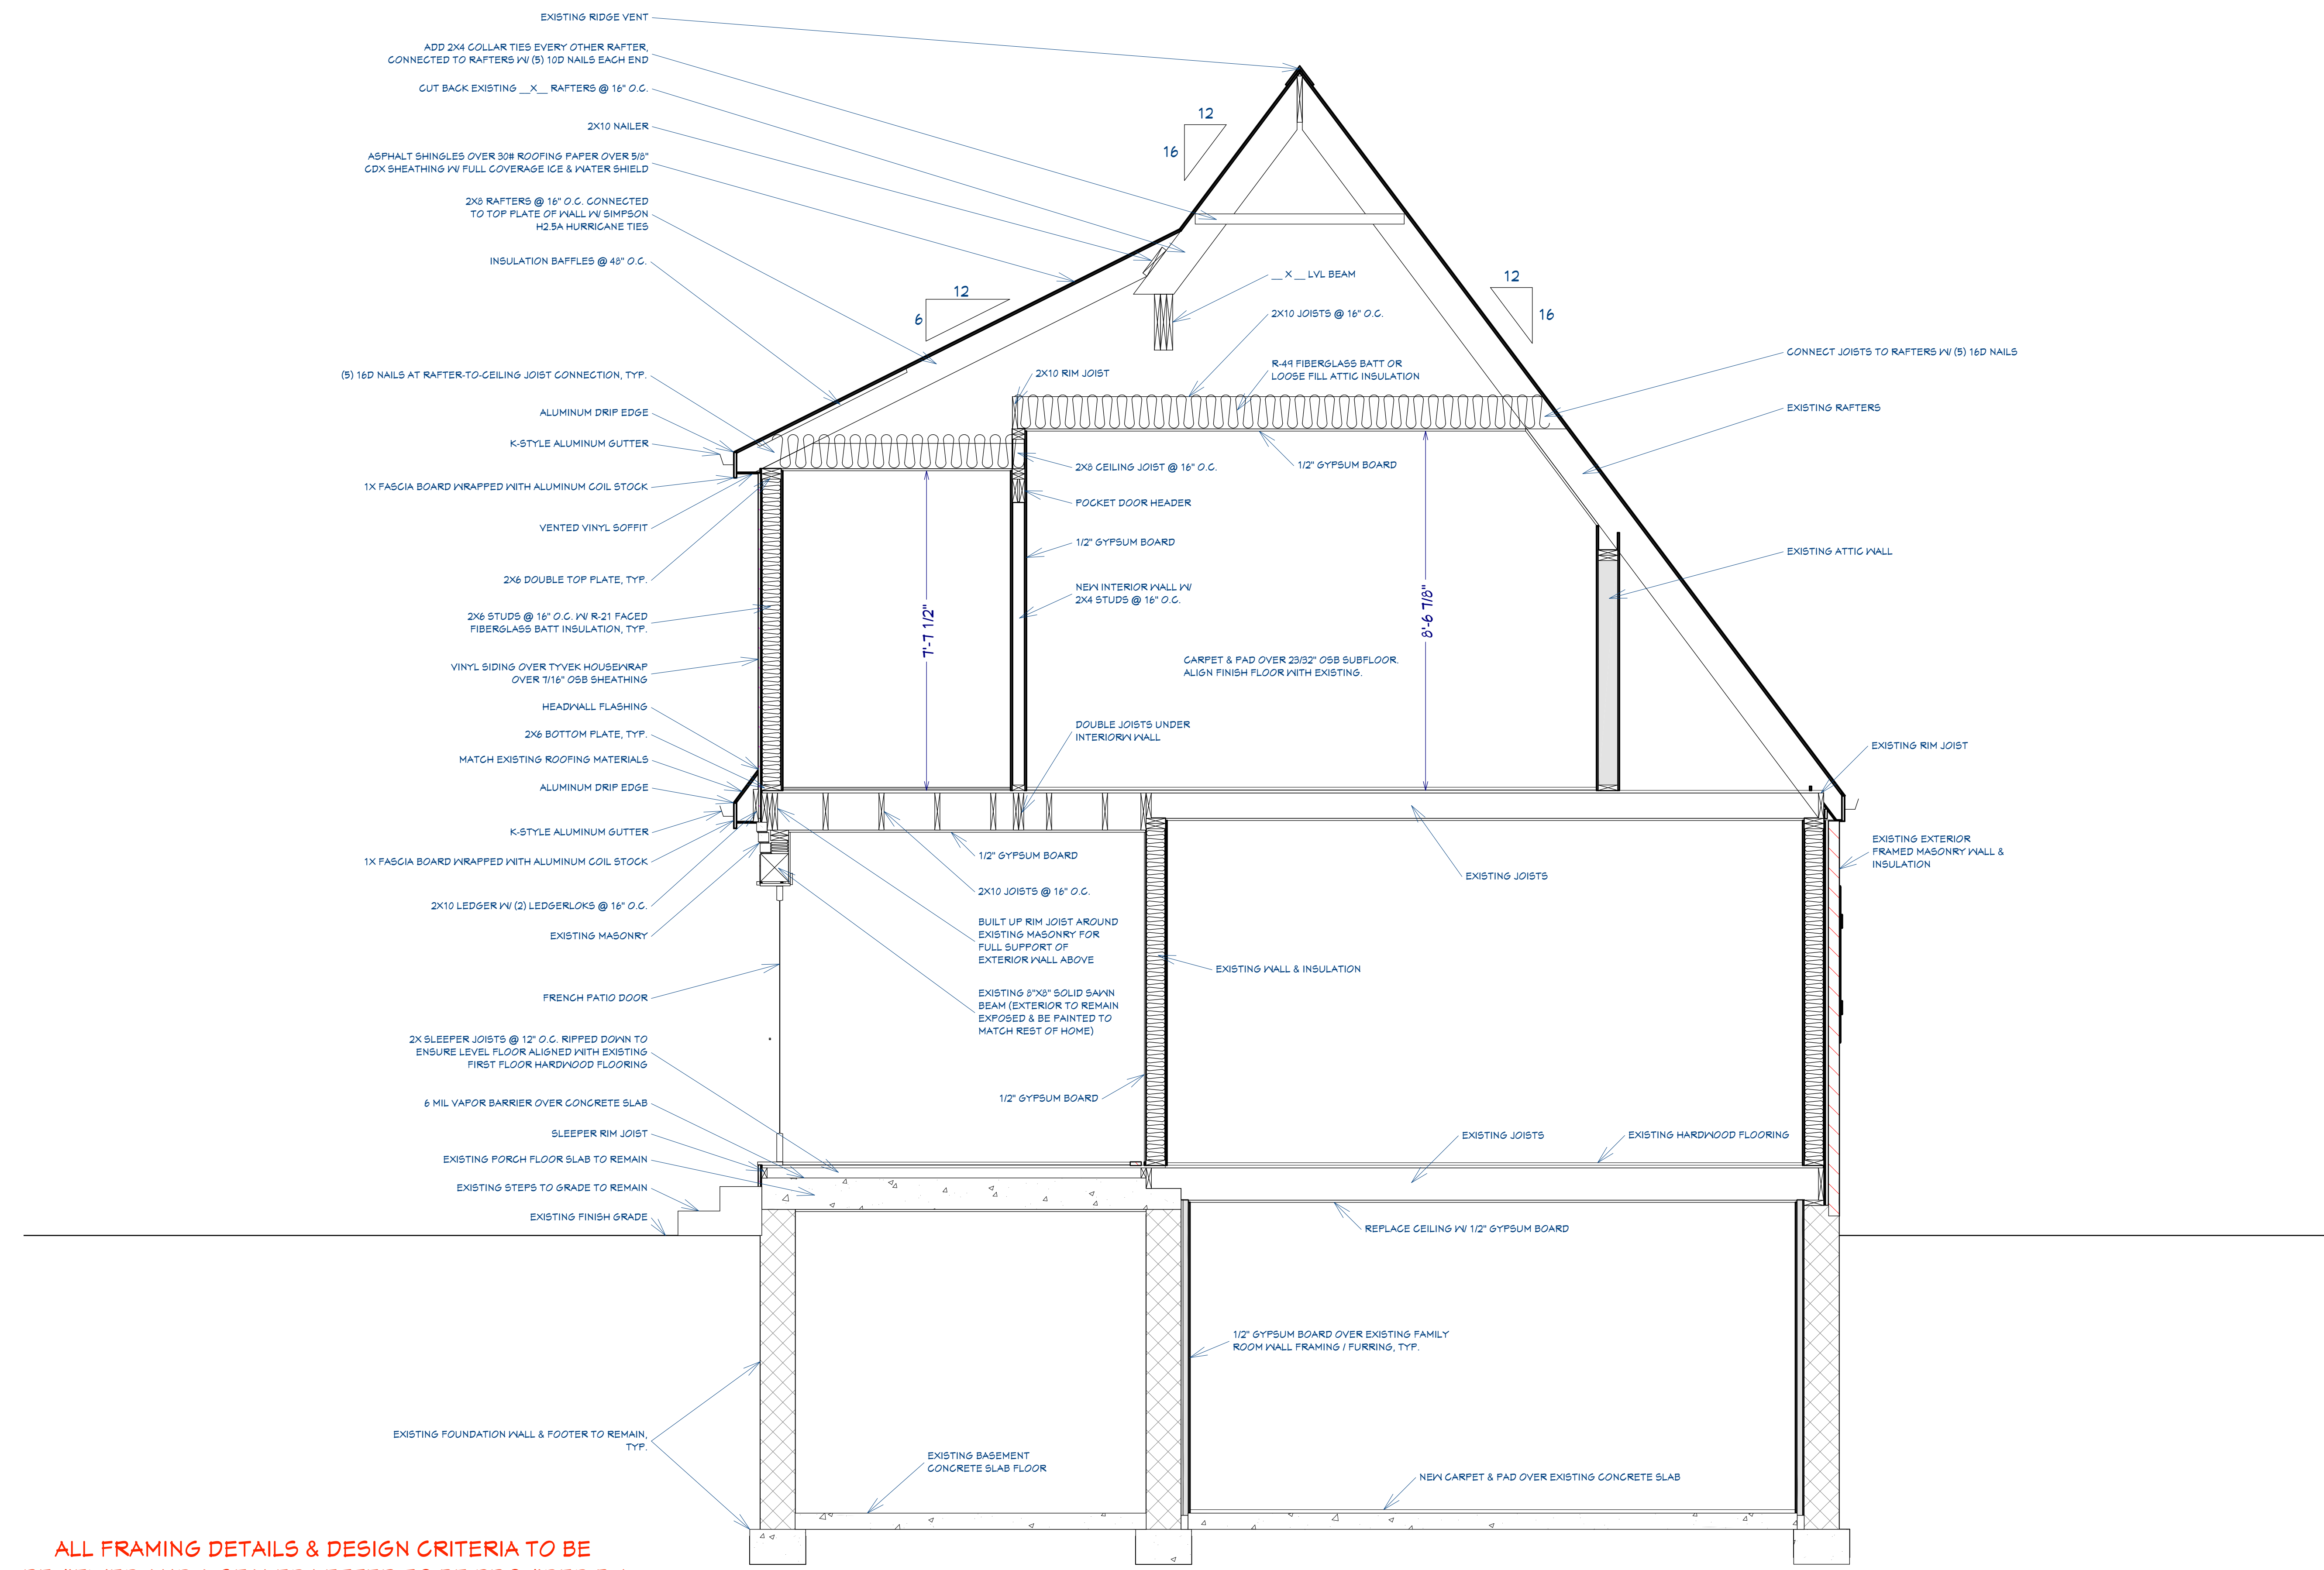 EXISTING RIDGE VENT
ADD 2X4 COLLAR TIES EVERY OTHER RAFTER,
CONNECTED TO RAFTERS W/ (5) 10D NAILS EACH END
CUT BACK EXISTING __X__ RAFTERS @ 16" O.C.
2X10 NAILER
ASPHALT SHINGLES OVER 30# ROOFING PAPER OVER 5/8"
CDX SHEATHING W/ FULL COVERAGE ICE & WATER SHIELD
2X8 RAFTERS @ 16" O.C. CONNECTED
TO TOP PLATE OF WALL W/ SIMPSON
H2.5A HURRICANE TIES
INSULATION BAFFLES @ 48" O.C.
(5) 16D NAILS AT RAFTER-TO-CEILING JOIST CONNECTION, TYP.
ALUMINUM DRIP EDGE
K-STYLE ALUMINUM GUTTER
1X FASCIA BOARD WRAPPED WITH ALUMINUM COIL STOCK
VENTED VINYL SOFFIT
2X6 DOUBLE TOP PLATE, TYP.
2X6 STUDS @ 16" O.C. W/ R-21 FACED
FIBERGLASS BATT INSULATION, TYP.
VINYL SIDING OVER TYVEK HOUSEWRAP
OVER 7/16" OSB SHEATHING
HEADWALL FLASHING
2X6 BOTTOM PLATE, TYP.
MATCH EXISTING ROOFING MATERIALS
ALUMINUM DRIP EDGE
K-STYLE ALUMINUM GUTTER
1X FASCIA BOARD WRAPPED WITH ALUMINUM COIL STOCK
2X10 LEDGER W/ (2) LEDGERLOKS @ 16" O.C.
EXISTING MASONRY
FRENCH PATIO DOOR
2X SLEEPER JOISTS @ 12" O.C. RIPPED DOWN TO
ENSURE LEVEL FLOOR ALIGNED WITH EXISTING
FIRST FLOOR HARDWOOD FLOORING
6 MIL VAPOR BARRIER OVER CONCRETE SLAB
SLEEPER RIM JOIST
EXISTING PORCH FLOOR SLAB TO REMAIN
EXISTING STEPS TO GRADE TO REMAIN
EXISTING FINISH GRADE
EXISTING FOUNDATION WALL & FOOTER TO REMAIN,
TYP.
ALL FRAMING DETAILS & DESIGN CRITERIA TO BE
12
16
12
6
12
16
__ X __ LVL BEAM
2X10 JOISTS @ 16" O.C.
R-49 FIBERGLASS BATT OR
LOOSE FILL ATTIC INSULATION
2X10 RIM JOIST
2X8 CEILING JOIST @ 16" O.C.
1/2" GYPSUM BOARD
POCKET DOOR HEADER
1/2" GYPSUM BOARD
NEW INTERIOR WALL W/
2X4 STUDS @ 16" O.C.
7'-7 1/2"
8'-6 7/8"
CARPET & PAD OVER 23/32" OSB SUBFLOOR.
ALIGN FINISH FLOOR WITH EXISTING.
DOUBLE JOISTS UNDER
INTERIORW WALL
1/2" GYPSUM BOARD
2X10 JOISTS @ 16" O.C.
BUILT UP RIM JOIST AROUND
EXISTING MASONRY FOR
FULL SUPPORT OF
EXTERIOR WALL ABOVE
EXISTING 8"X8" SOLID SAWN
BEAM (EXTERIOR TO REMAIN
EXPOSED & BE PAINTED TO
MATCH REST OF HOME)
1/2" GYPSUM BOARD
EXISTING JOISTS
EXISTING WALL & INSULATION
EXISTING JOISTS
EXISTING HARDWOOD FLOORING
REPLACE CEILING W/ 1/2" GYPSUM BOARD
1/2" GYPSUM BOARD OVER EXISTING FAMILY
ROOM WALL FRAMING / FURRING, TYP.
EXISTING BASEMENT
CONCRETE SLAB FLOOR
NEW CARPET & PAD OVER EXISTING CONCRETE SLAB
CONNECT JOISTS TO RAFTERS W/ (5) 16D NAILS
EXISTING RAFTERS
EXISTING ATTIC WALL
EXISTING RIM JOIST
EXISTING EXTERIOR
FRAMED MASONRY WALL &
INSULATION